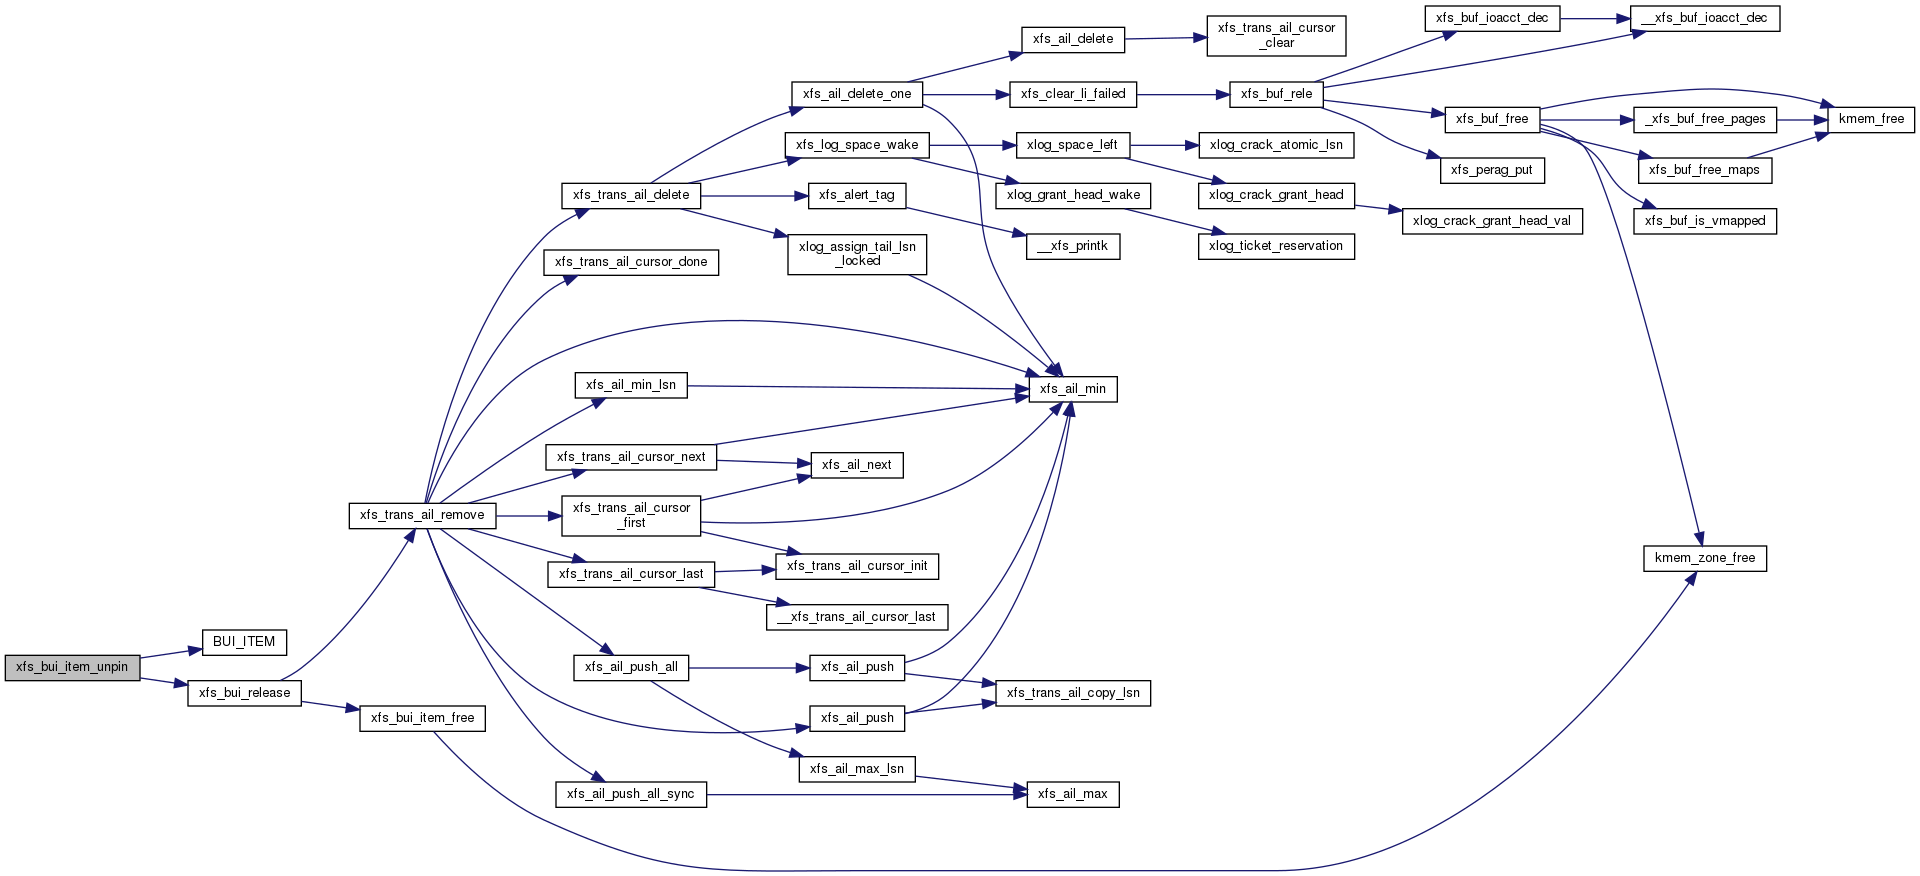 xfs_buf_ioacct_dec
__xfs_buf_ioacct_dec
xfs_trans_ail_cursor
_clear
xfs_ail_delete
xfs_ail_delete_one
xfs_clear_li_failed
xfs_buf_rele
xfs_buf_free
_xfs_buf_free_pages
kmem_free
xfs_log_space_wake
xlog_space_left
xlog_crack_atomic_lsn
xfs_perag_put
xfs_buf_free_maps
xfs_trans_ail_delete
xfs_alert_tag
xlog_grant_head_wake
xlog_crack_grant_head
xlog_crack_grant_head_val
xfs_buf_is_vmapped
xlog_assign_tail_lsn
_locked
__xfs_printk
xlog_ticket_reservation
xfs_trans_ail_cursor_done
xfs_ail_min_lsn
xfs_ail_min
xfs_trans_ail_cursor_next
xfs_ail_next
xfs_trans_ail_remove
xfs_trans_ail_cursor
_first
xfs_trans_ail_cursor_init
kmem_zone_free
xfs_trans_ail_cursor_last
__xfs_trans_ail_cursor_last
BUI_ITEM
xfs_bui_item_unpin
xfs_ail_push_all
xfs_ail_push
xfs_bui_release
xfs_trans_ail_copy_lsn
xfs_bui_item_free
xfs_ail_push
xfs_ail_max_lsn
xfs_ail_push_all_sync
xfs_ail_max